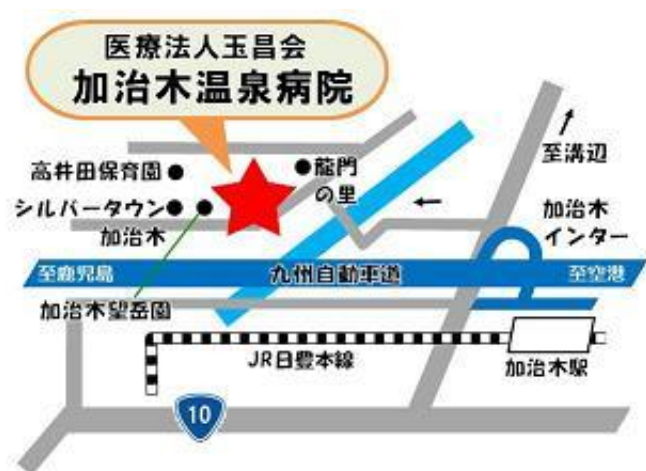 医療法人玉昌会
加治木温泉病院
高井田保育園
龍門
の里
至溝辺
シルバータウン
加治木
加治木
インター
至鹿児島
九州自動車道
至空港
加治木望岳園
JR日豊本線
加治木駅
10